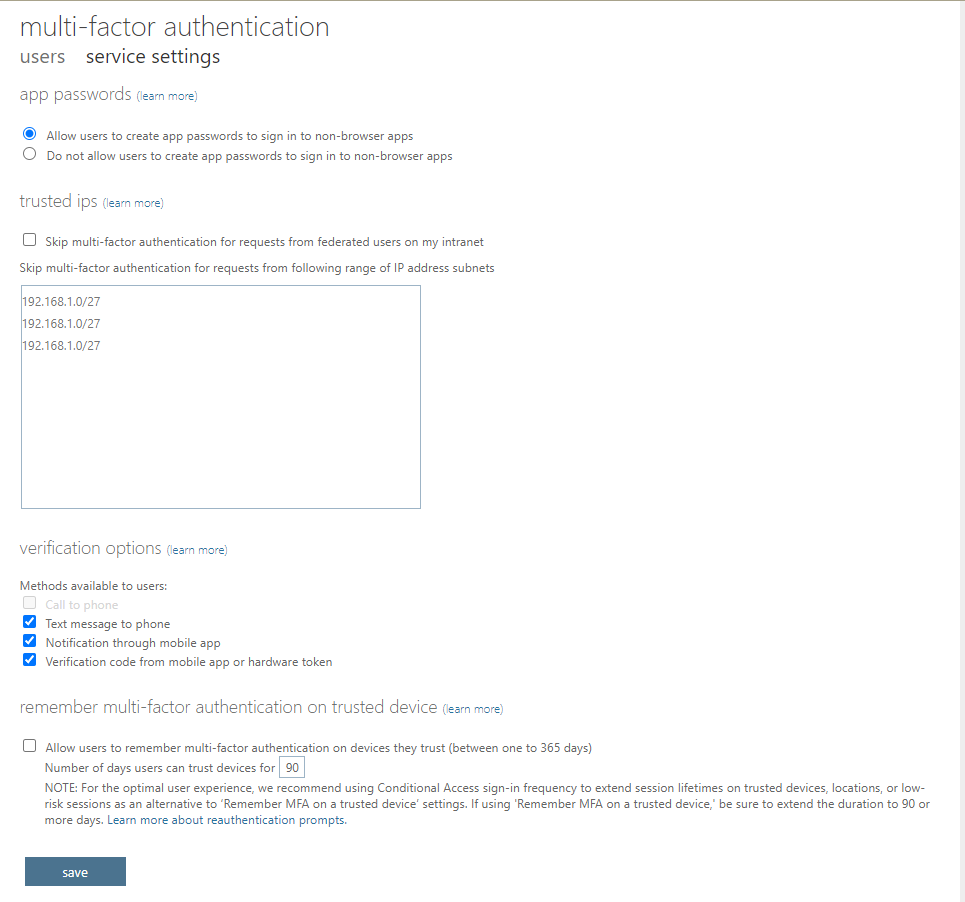 multi-factor authentication
users service settings
app passwords (learn more)
Allow users to create app passwords to sign in to non-browser apps
Do not allow users to create app passwords to sign in to non-browser apps
trusted ips (learn more)
Skip multi-factor authentication for requests from federated users on my intranet
Skip multi-factor authentication for requests from following range of IP address subnets
192.168.1.0/27
192.168.1.0/27
192.168.1.0/27
verification options (learn more)
Methods available to users:
Call to phone
Text message to phone
Notification through mobile app
Verification code from mobile app or hardware token
remember multi-factor authentication on trusted device (learn more)
Allow users to remember multi-factor authentication on devices they trust (between one to 365 days)
Number of days users can trust devices for 90
NOTE: For the optimal user experience, we recommend using Conditional Access sign-in frequency to extend session lifetimes on trusted devices, locations, or low-
risk sessions as an alternative to 'Remember MFA on a trusted device' settings. If using 'Remember MFA on a trusted device,' be sure to extend the duration to 90 or
more days. Learn more about reauthentication prompts.
save